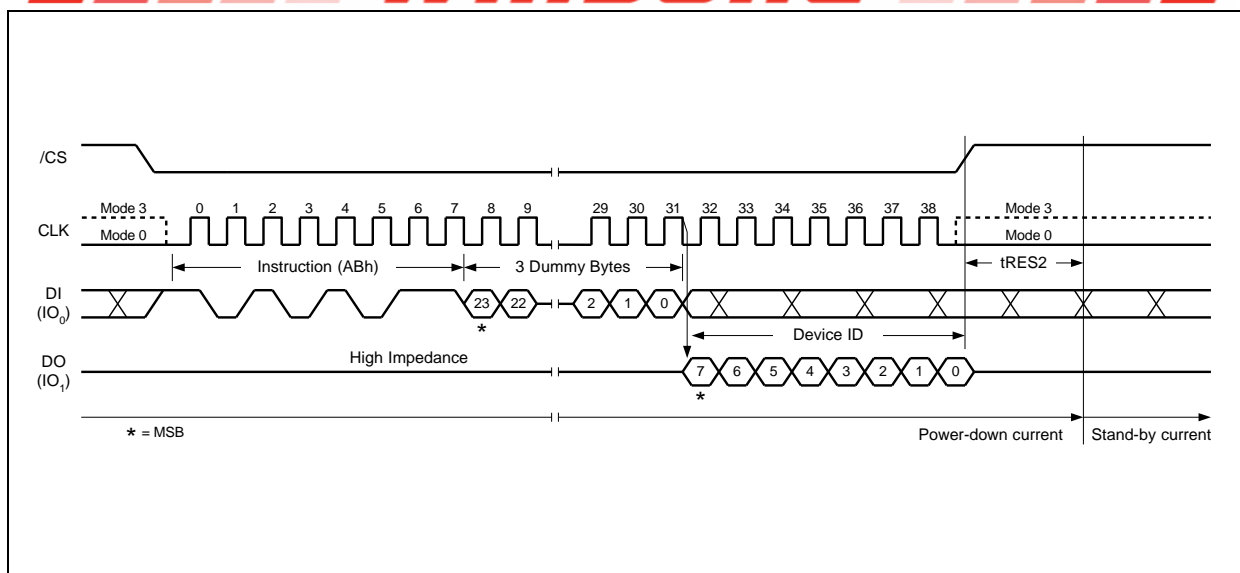 /CS
Mode 3
0 1 2 3 4 5 6 7 8 9 29 30 31 32 33 34 35 36 37 38
Mode 3
CLK
Mode 0
Mode 0
Instruction (ABh)
3 Dummy Bytes
tRES2
DI
(IO0)
23 22 2 1 0
*
Device ID
High Impedance
DO
(IO1)
7 6 5 4 3 2 1 0
*
* = MSB
Power-down current
Stand-by current